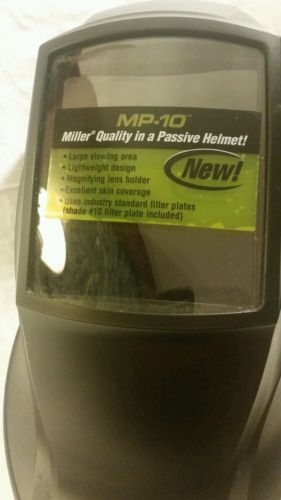 MP-10™
Miller® Quality in a Passive Helmet!
• Large viewing area
• Lightweight design
• Magnifying lens holder
• Excellent skin coverage
• Uses industry standard filter plates
(shade #10 filter plate included)
New!